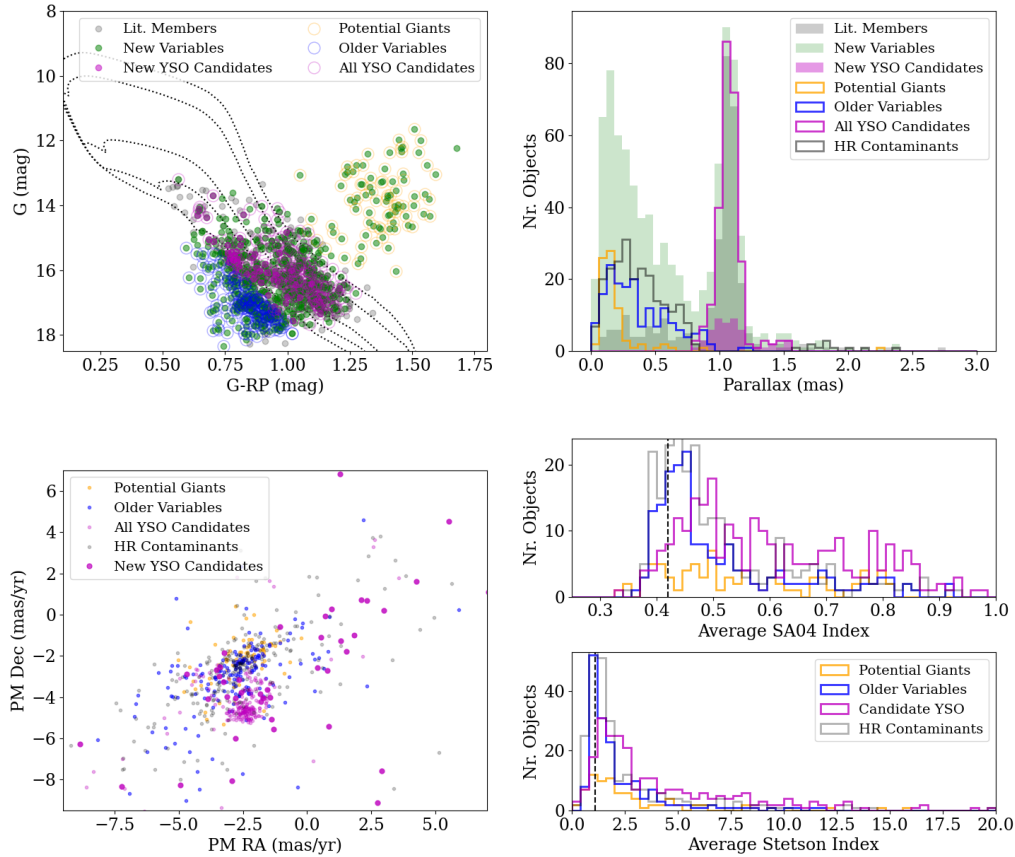 Lit. Members
New Variables
New YSO Candidates
Potential Giants
Older Variables
All YSO Candidates
8
10
12
14
16
18
G (mag)
0.25 0.50 0.75 1.00 1.25 1.50 1.75
G-RP (mag)
Lit. Members
New Variables
New YSO Candidates
Potential Giants
Older Variables
All YSO Candidates
HR Contaminants
80
60
40
20
0
Nr. Objects
0.0 0.5 1.0 1.5 2.0 2.5 3.0
Parallax (mas)
Potential Giants
Older Variables
All YSO Candidates
HR Contaminants
New YSO Candidates
6
4
2
0
−2
−4
−6
−8
PM Dec (mas/yr)
−7.5 −5.0 −2.5 0.0 2.5 5.0
PM RA (mas/yr)
20
10
0
Nr. Objects
0.3 0.4 0.5 0.6 0.7 0.8 0.9 1.0
Average SA04 Index
Potential Giants
Older Variables
Candidate YSO
HR Contaminants
40
20
0
Nr. Objects
0.0 2.5 5.0 7.5 10.0 12.5 15.0 17.5 20.0
Average Stetson Index